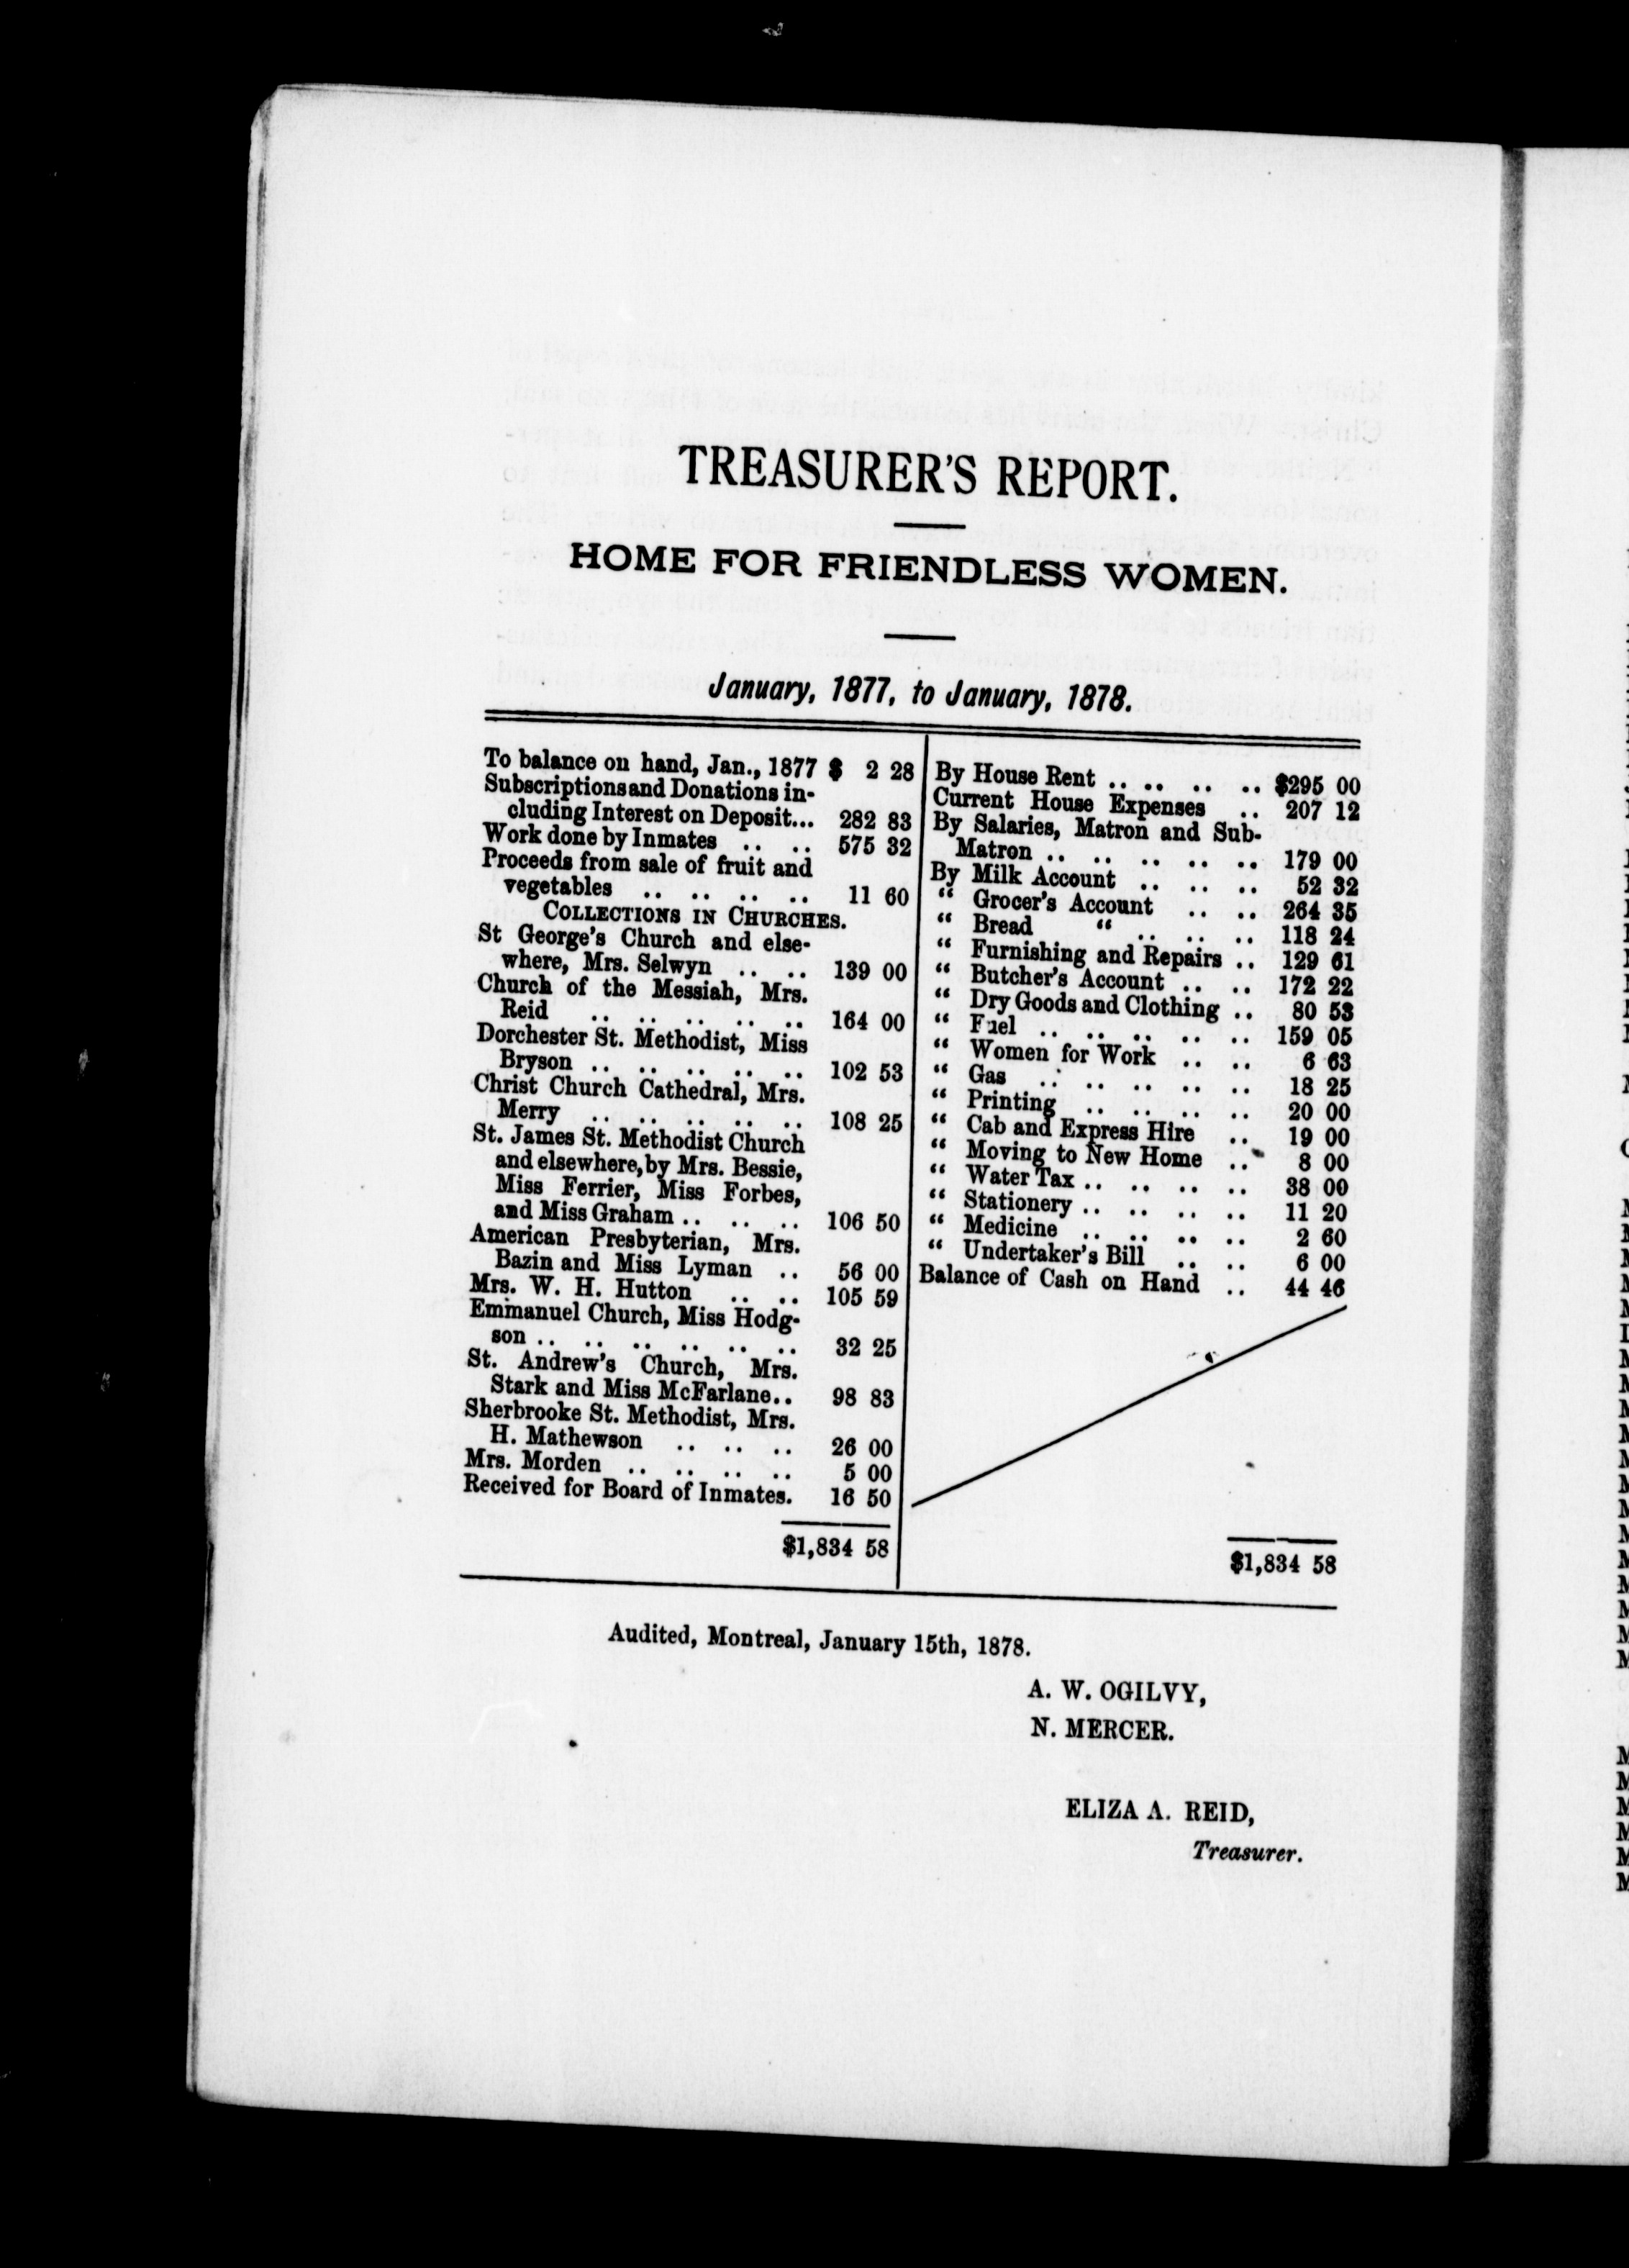 TREASURER'S REPORT.
HOME FOR FRIENDLESS WOMEN.
January, 1877, to January, 1878.
To balance on hand, Jan., 1877 $ 2 28
Subscriptions and Donations in-
cluding Interest on Deposit... 282 83
Work done by Inmates .. .. 575 32
Proceeds from sale of fruit and
vegetables .. .. .. .. 11 60
COLLECTIONS IN CHURCHES.
St George's Church and else-
where, Mrs. Selwyn .. .. 139 00
Church of the Messiah, Mrs.
Reid .. .. .. .. .. 164 00
Dorchester St. Methodist, Miss
Bryson .. .. .. .. .. 102 53
Christ Church Cathedral, Mrs.
Merry .. .. .. .. .. 108 25
St. James St. Methodist Church
and elsewhere, by Mrs. Bessie,
Miss Ferrier, Miss Forbes,
and Miss Graham .. .. .. 106 50
American Presbyterian, Mrs.
Bazin and Miss Lyman .. 56 00
Mrs. W. H. Hutton .. .. 105 59
Emmanuel Church, Miss Hodg-
son .. .. .. .. .. .. 32 25
St. Andrew's Church, Mrs.
Stark and Miss McFarlane.. 98 83
Sherbrooke St. Methodist, Mrs.
H. Mathewson .. .. .. 26 00
Mrs. Morden .. .. .. .. 5 00
Received for Board of Inmates. 16 50
$1,834 58
By House Rent .. .. .. .. $295 00
Current House Expenses .. 207 12
By Salaries, Matron and Sub-
Matron .. .. .. .. .. 179 00
By Milk Account .. .. .. 52 32
" Grocer's Account .. .. 264 35
" Bread " .. .. .. 118 24
" Furnishing and Repairs .. 129 61
" Butcher's Account .. .. 172 22
" Dry Goods and Clothing .. 80 53
" Fuel .. .. .. .. .. 159 05
" Women for Work .. .. 6 63
" Gas .. .. .. .. .. 18 25
" Printing .. .. .. .. 20 00
" Cab and Express Hire .. 19 00
" Moving to New Home .. 8 00
" Water Tax .. .. .. .. 38 00
" Stationery .. .. .. .. 11 20
" Medicine .. .. .. .. 2 60
" Undertaker's Bill .. .. 6 00
Balance of Cash on Hand .. 44 46
$1,834 58
Audited, Montreal, January 15th, 1878.
A. W. OGILVY,
N. MERCER.
ELIZA A. REID,
Treasurer.